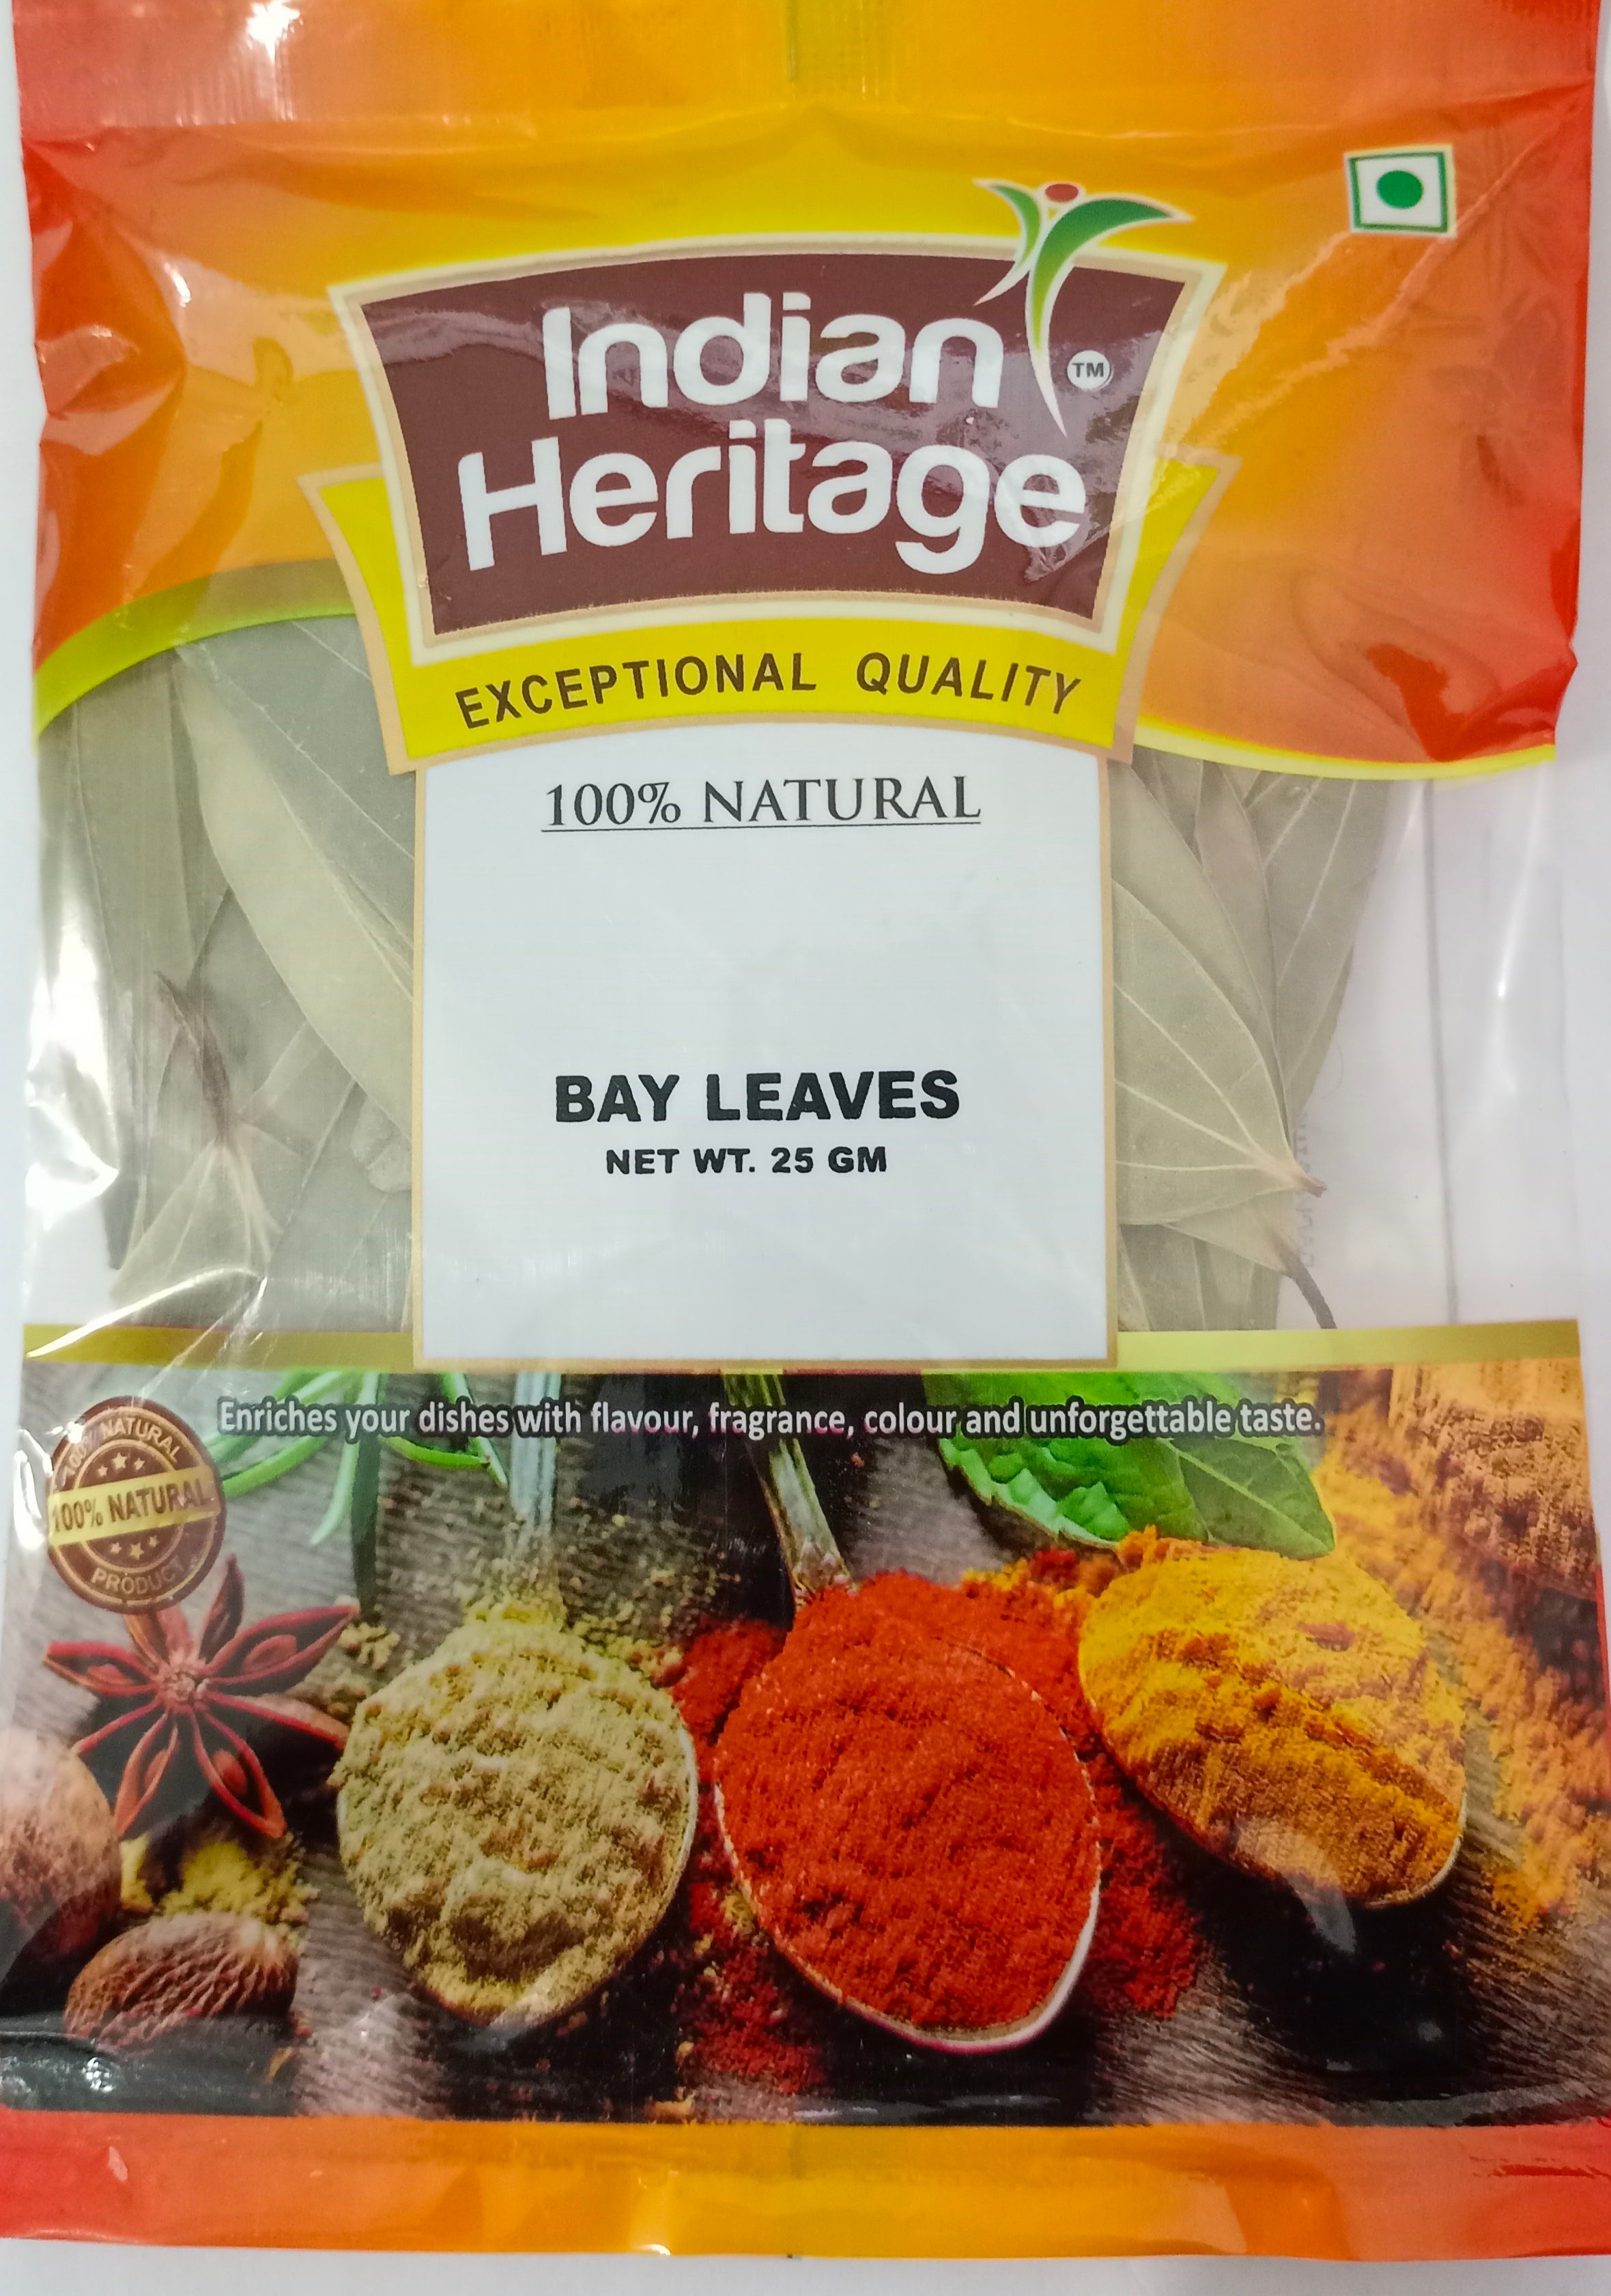 Indian
TM
Heritage
EXCEPTIONAL QUALITY
100% NATURAL
BAY LEAVES
NET WT. 25 GM
Enriches your dishes with flavour, fragrance, colour and unforgettable taste.
100% NATURAL
100% NATURAL
PRODUCT